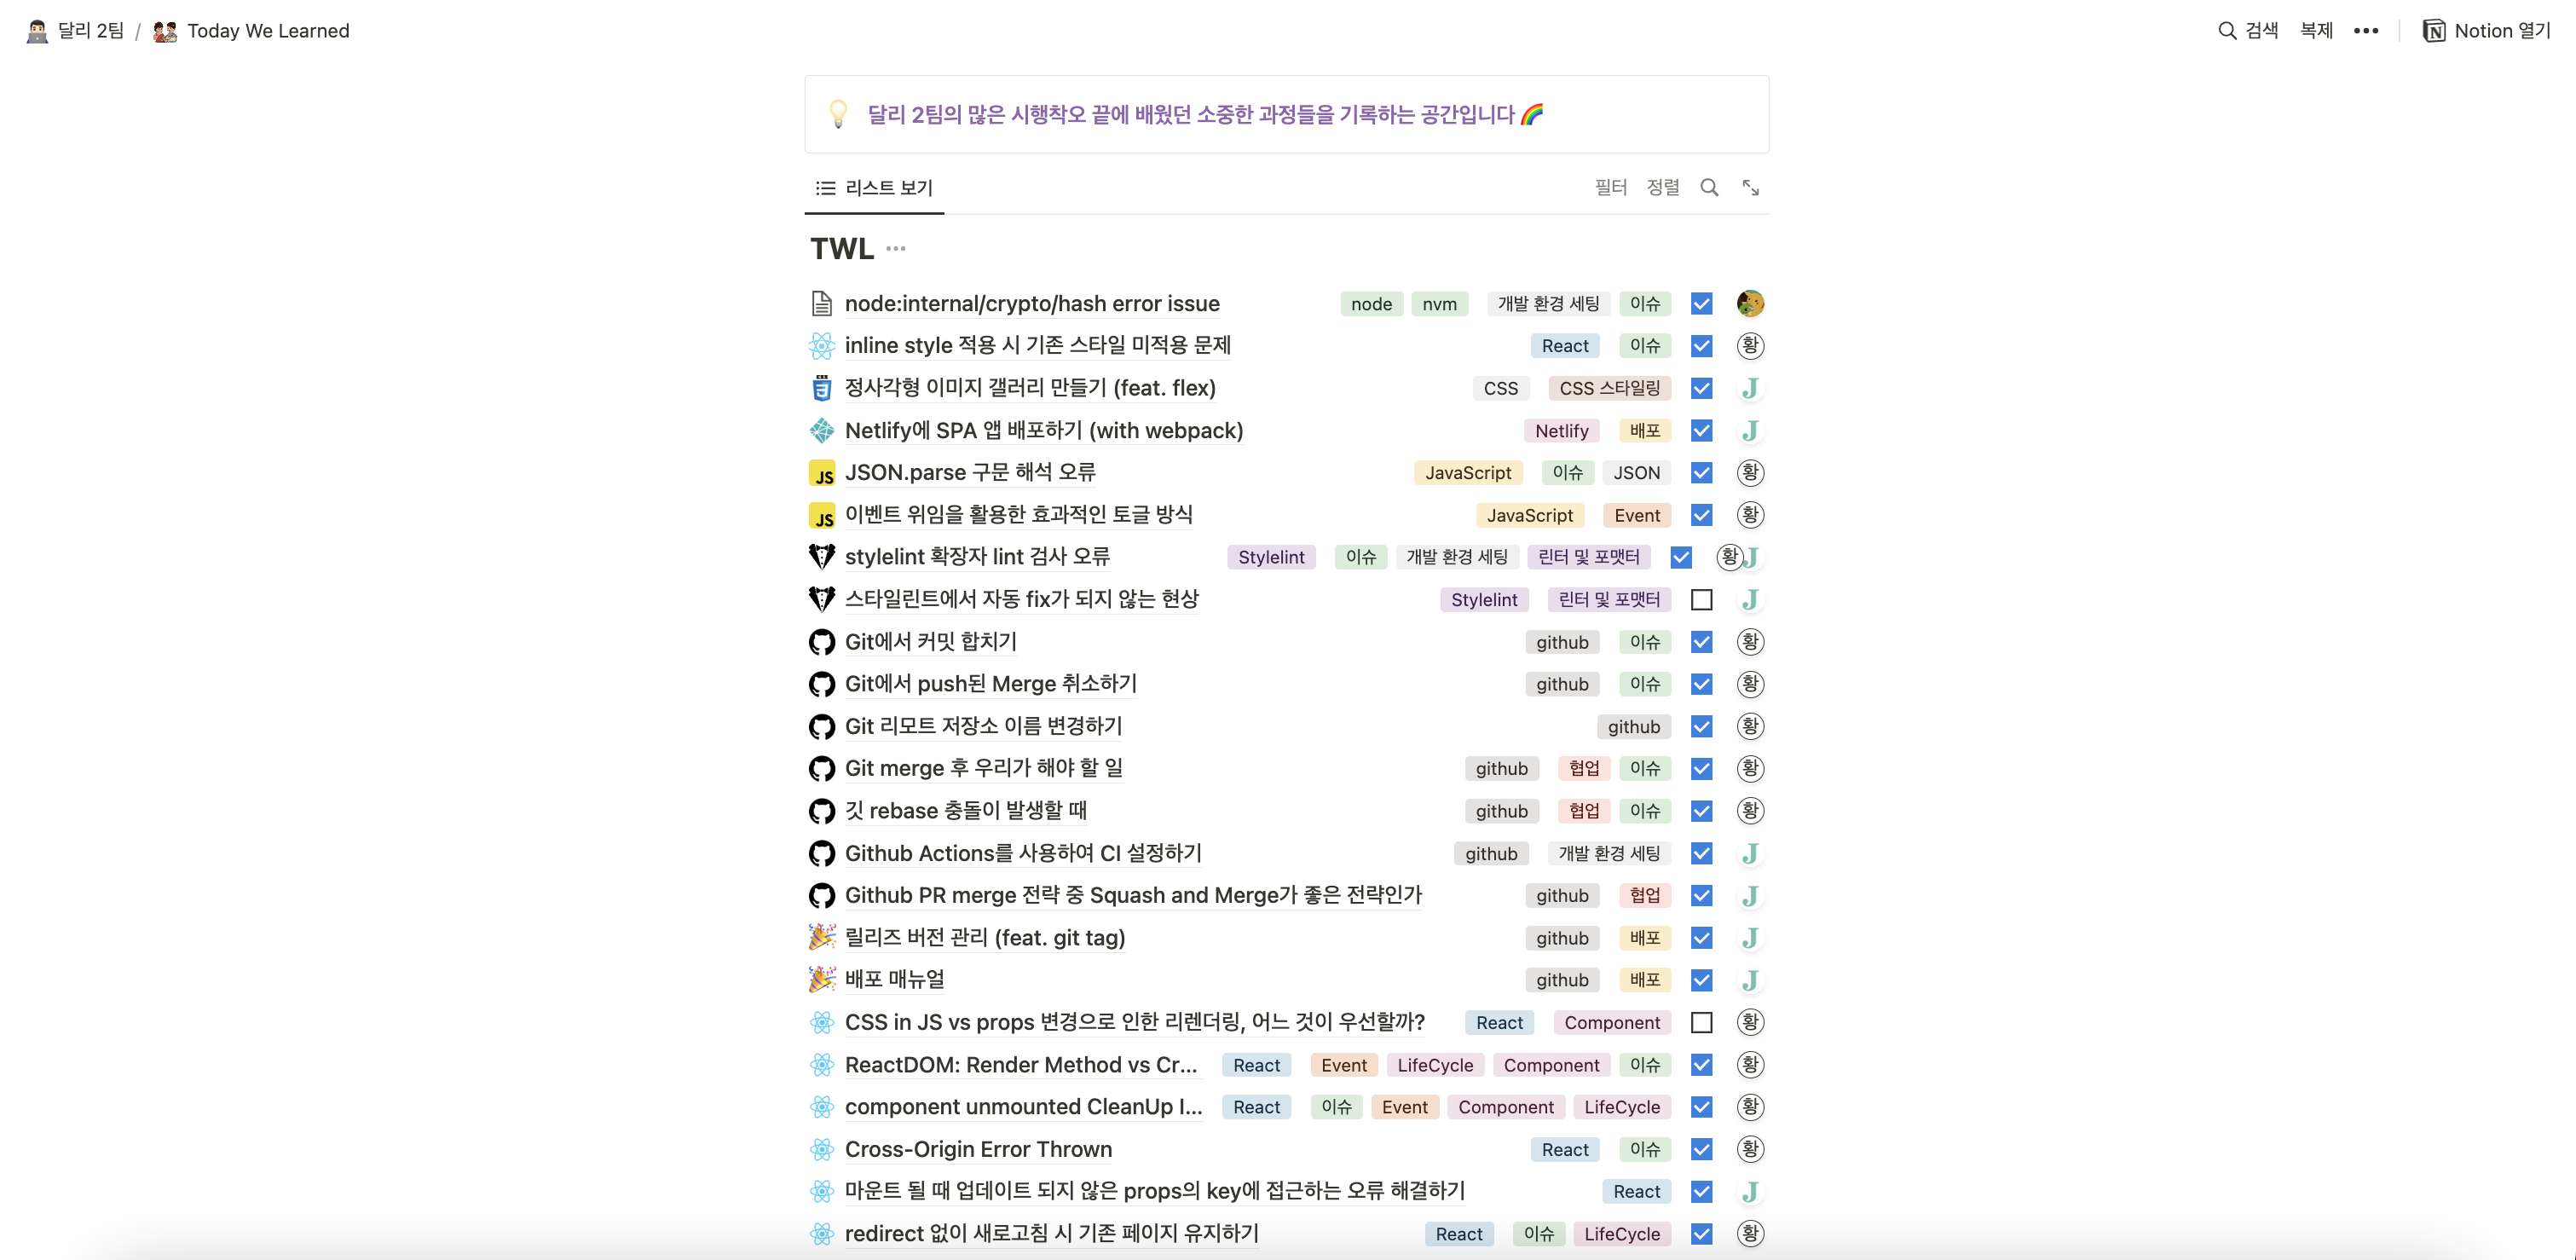 달리 2팀 / Today We Learned 검색 복제 ••• Notion 열기
달리 2팀의 많은 시행착오 끝에 배웠던 소중한 과정들을 기록하는 공간입니다
리스트 보기 필터 정렬
TWL •••
node:internal/crypto/hash error issue node nvm 개발 환경 세팅 이슈
inline style 적용 시 기존 스타일 미적용 문제 React 이슈 황
정사각형 이미지 갤러리 만들기 (feat. flex) CSS CSS 스타일링 J
Netlify에 SPA 앱 배포하기 (with webpack) Netlify 배포 J
JS JSON.parse 구문 해석 오류 JavaScript 이슈 JSON 황
JS 이벤트 위임을 활용한 효과적인 토글 방식 JavaScript Event 황
stylelint 확장자 lint 검사 오류 Stylelint 이슈 개발 환경 세팅 린터 및 포맷터 황 J
스타일린트에서 자동 fix가 되지 않는 현상 Stylelint 린터 및 포맷터 J
Git에서 커밋 합치기 github 이슈 황
Git에서 push된 Merge 취소하기 github 이슈 황
Git 리모트 저장소 이름 변경하기 github 황
Git merge 후 우리가 해야 할 일 github 협업 이슈 황
깃 rebase 충돌이 발생할 때 github 협업 이슈 황
Github Actions를 사용하여 CI 설정하기 github 개발 환경 세팅 J
Github PR merge 전략 중 Squash and Merge가 좋은 전략인가 github 협업 J
릴리즈 버전 관리 (feat. git tag) github 배포 J
배포 매뉴얼 github 배포 J
CSS in JS vs props 변경으로 인한 리렌더링, 어느 것이 우선할까? React Component 황
ReactDOM: Render Method vs Cr... React Event LifeCycle Component 이슈 황
component unmounted CleanUp I... React 이슈 Event Component LifeCycle 황
Cross-Origin Error Thrown React 이슈 황
마운트 될 때 업데이트 되지 않은 props의 key에 접근하는 오류 해결하기 React J
redirect 없이 새로고침 시 기존 페이지 유지하기 React 이슈 LifeCycle 황